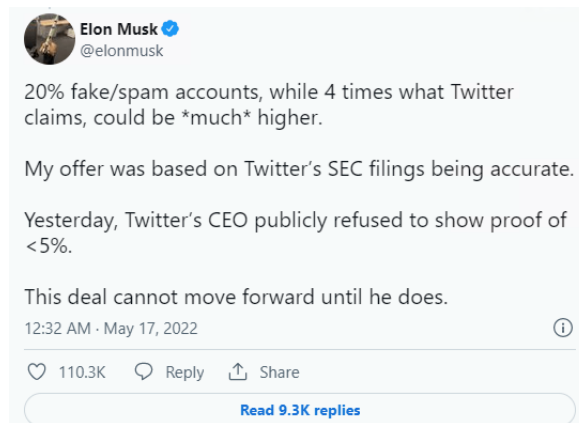 Elon Musk
@elonmusk
20% fake/spam accounts, while 4 times what Twitter
claims, could be *much* higher.
My offer was based on Twitter’s SEC filings being accurate.
Yesterday, Twitter’s CEO publicly refused to show proof of
<5%.
This deal cannot move forward until he does.
12:32 AM · May 17, 2022
110.3K Reply Share
Read 9.3K replies